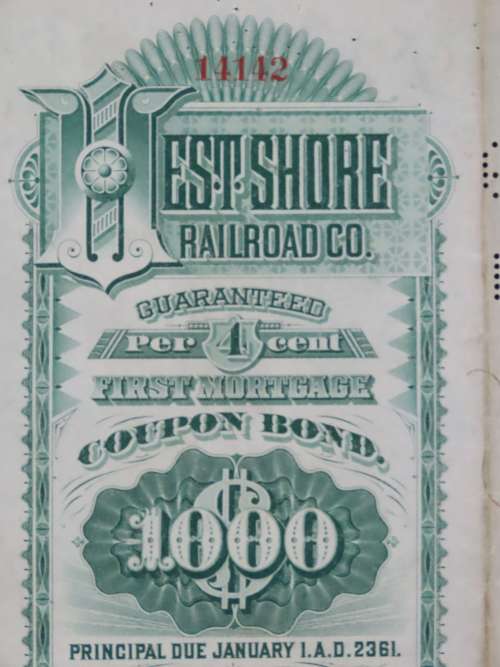 14142
WEST SHORE
RAILROAD CO.
GUARANTEED
Per 4 cent
FIRST MORTGAGE
COUPON BOND.
$1000
PRINCIPAL DUE JANUARY 1. A.D. 2361.